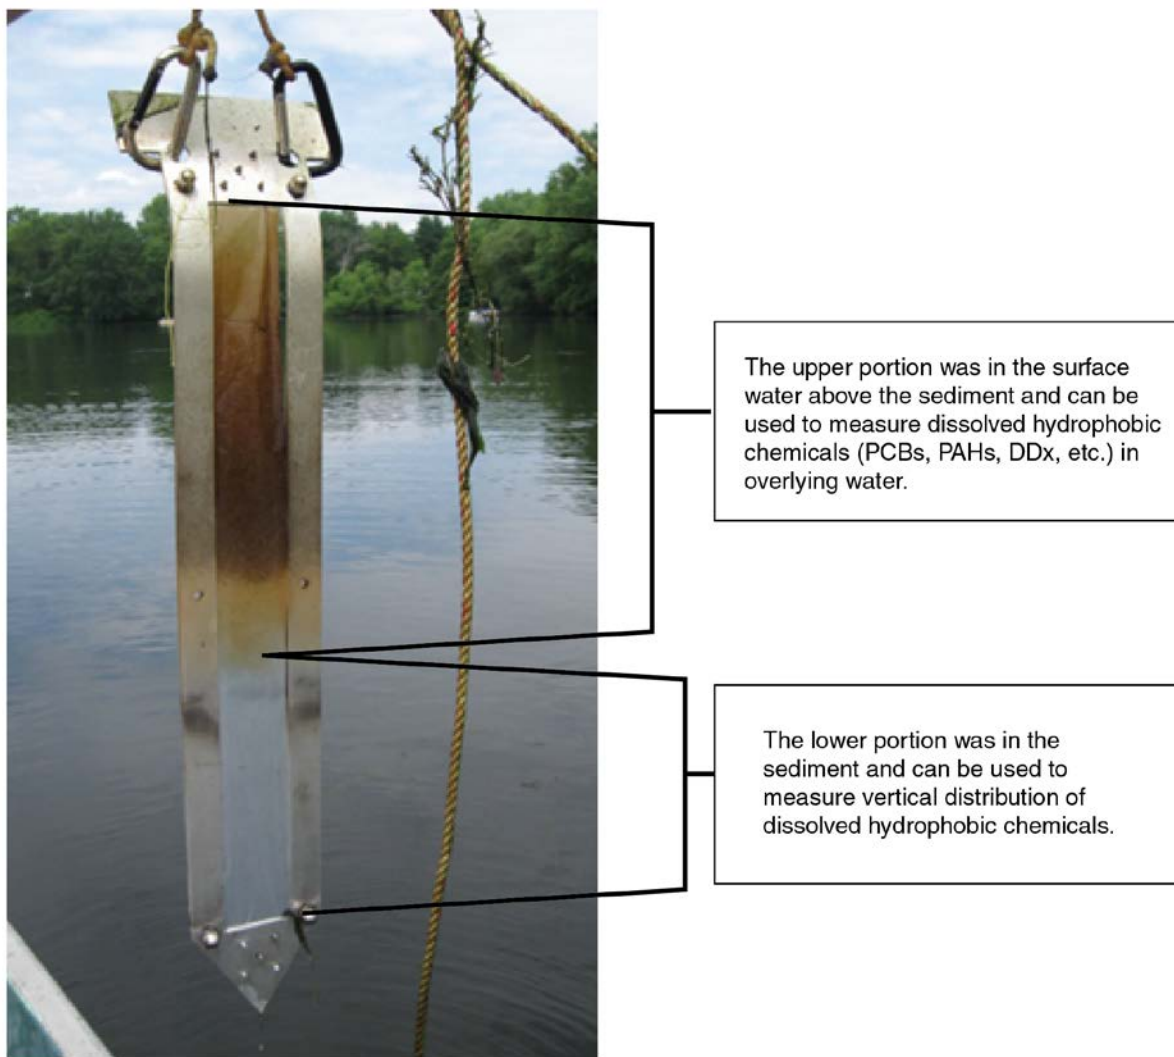 The upper portion was in the surface
water above the sediment and can be
used to measure dissolved hydrophobic
chemicals (PCBs, PAHs, DDx, etc.) in
overlying water.
The lower portion was in the
sediment and can be used to
measure vertical distribution of
dissolved hydrophobic chemicals.